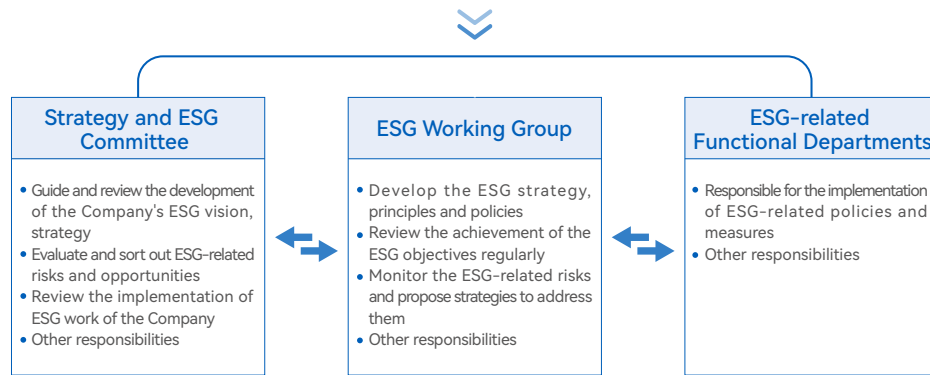 Strategy and ESG
Committee
• Guide and review the development
of the Company's ESG vision,
strategy
• Evaluate and sort out ESG-related
risks and opportunities
• Review the implementation of
ESG work of the Company
• Other responsibilities
ESG Working Group
• Develop the ESG strategy,
principles and policies
• Review the achievement of the
ESG objectives regularly
• Monitor the ESG-related risks
and propose strategies to address
them
• Other responsibilities
ESG-related
Functional Departments
• Responsible for the implementation
of ESG-related policies and
measures
• Other responsibilities